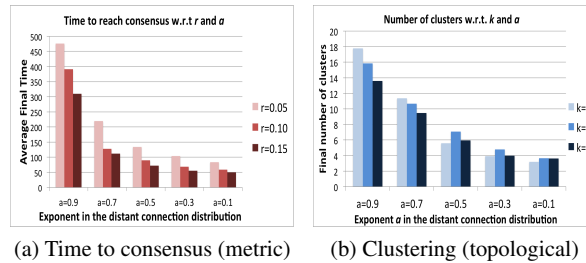 Time to reach consensus w.r.t r and a
Average Final Time
500
450
400
350
300
250
200
150
100
50
0
a=0.9 a=0.7 a=0.5 a=0.3 a=0.1
Exponent in the distant connection distribution
r=0.05
r=0.10
r=0.15
(a) Time to consensus (metric)
Number of clusters w.r.t. k and a
Final number of clusters
20
18
16
14
12
10
8
6
4
2
0
a=0.9 a=0.7 a=0.5 a=0.3 a=0.1
Exponent a in the distant connection distribution
k=
k=
k=
(b) Clustering (topological)